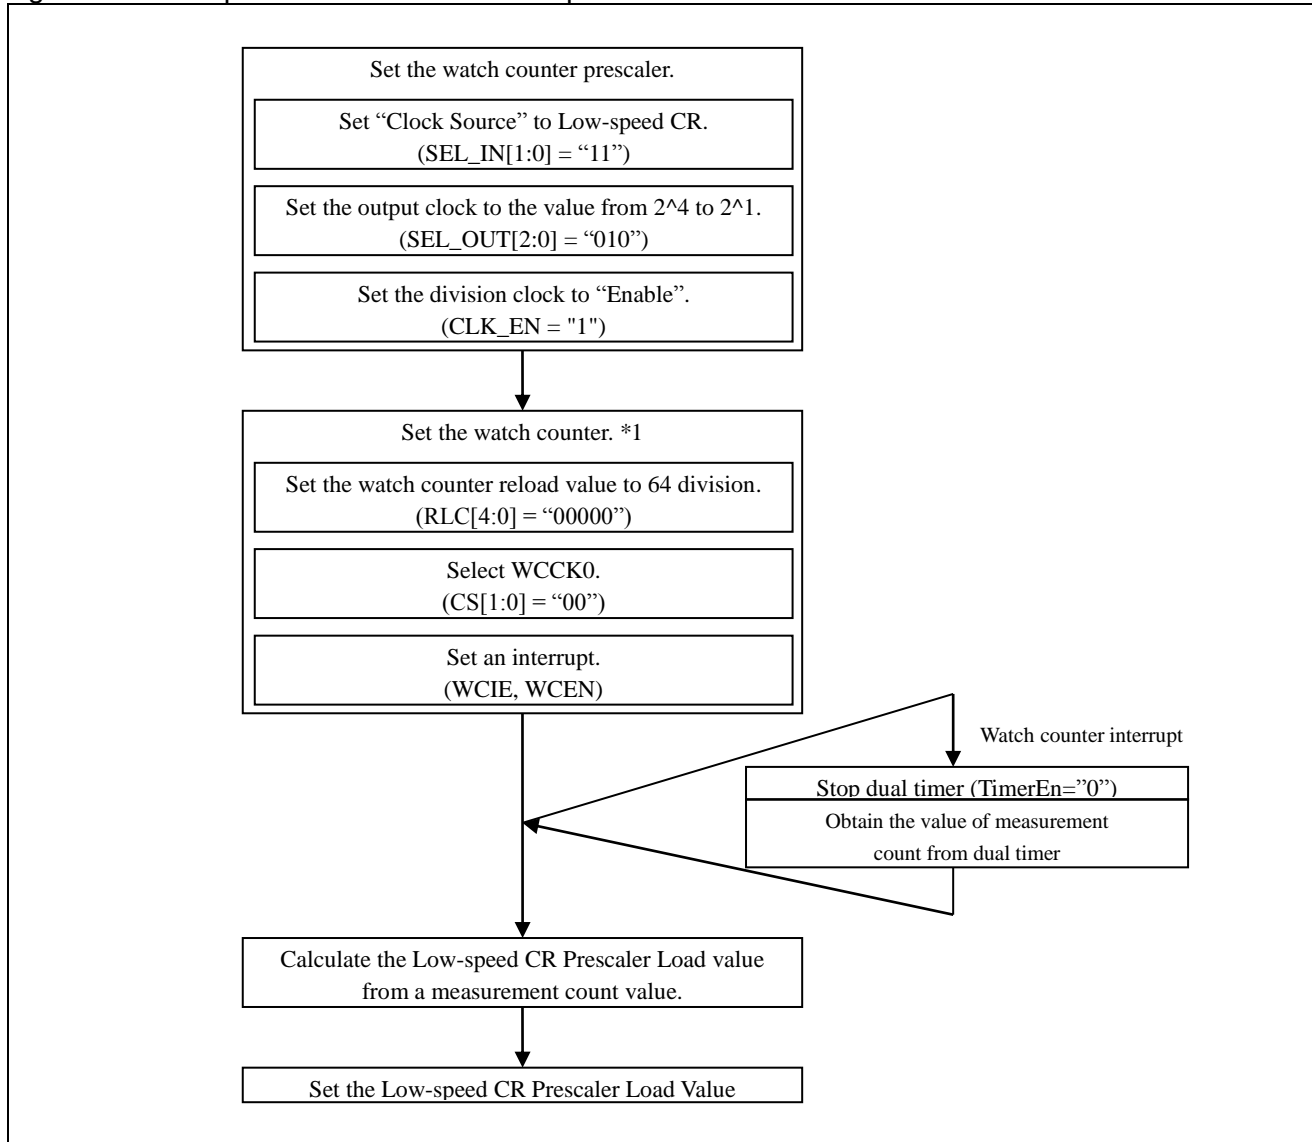 Set the watch counter prescaler.
Set “Clock Source” to Low-speed CR.
(SEL_IN[1:0] = “11”)
Set the output clock to the value from 2^4 to 2^1.
(SEL_OUT[2:0] = “010”)
Set the division clock to “Enable”.
(CLK_EN = "1")
Set the watch counter. *1
Set the watch counter reload value to 64 division.
(RLC[4:0] = “00000”)
Select WCCK0.
(CS[1:0] = “00”)
Set an interrupt.
(WCIE, WCEN)
Watch counter interrupt
Stop dual timer (TimerEn=”0”)
Obtain the value of measurement
count from dual timer
Calculate the Low-speed CR Prescaler Load value
from a measurement count value.
Set the Low-speed CR Prescaler Load Value